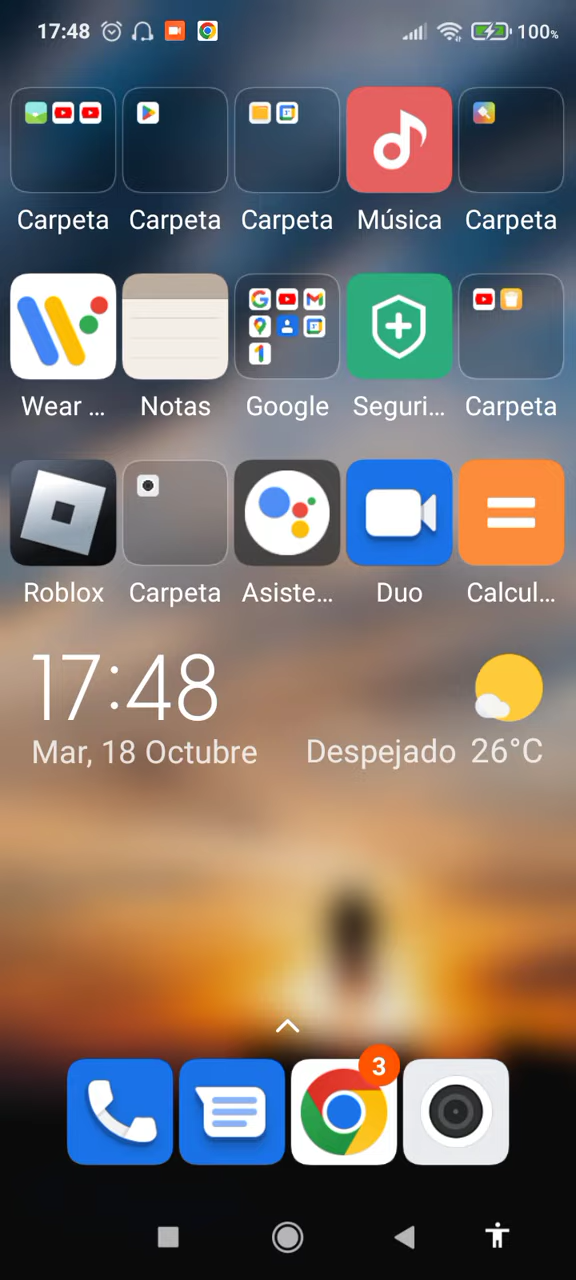 17:48 100%
Carpeta Carpeta Carpeta Música Carpeta
Wear ... Notas Google Seguri... Carpeta
Roblox Carpeta Asiste... Duo Calcul...
17:48
Mar, 18 Octubre Despejado 26°C
3